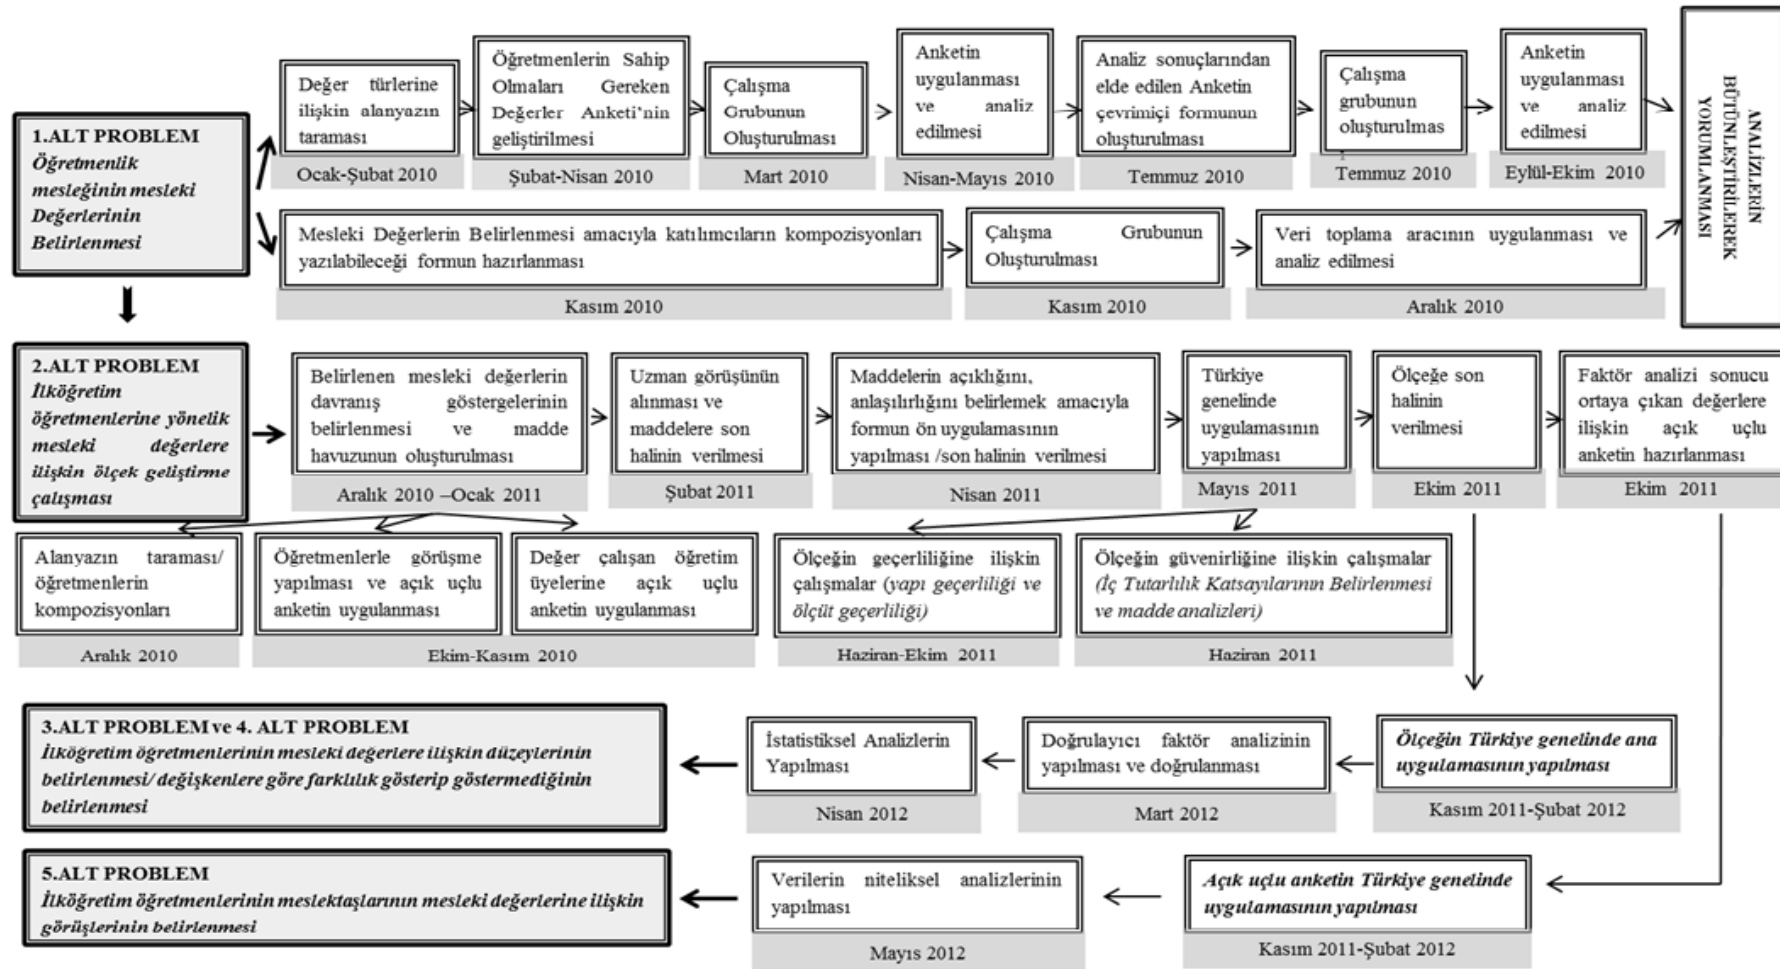 1.ALT PROBLEM
Öğretmenlik
mesleğinin mesleki
Değerlerinin
Belirlenmesi
Değer türlerine
ilişkin alanyazın
taraması
Ocak-Şubat 2010
Öğretmenlerin Sahip
Olmaları Gereken
Değerler Anketi’nin
geliştirilmesi
Şubat-Nisan 2010
Çalışma
Grubunun
Oluşturulması
Mart 2010
Anketin
uygulanması
ve analiz
edilmesi
Nisan-Mayıs 2010
Analiz sonuçlarından
elde edilen Anketin
çevrimiçi formunun
oluşturulması
Temmuz 2010
Çalışma
grubunun
oluşturulmas
Temmuz 2010
Anketin
uygulanması
ve analiz
edilmesi
Eylül-Ekim 2010
ANALİZLERİN
BÜTÜNLEŞTİRİLEREK
YORUMLANMASI
Mesleki Değerlerin Belirlenmesi amacıyla katılımcıların kompozisyonları
yazılabileceği formun hazırlanması
Kasım 2010
Çalışma Grubunun
Oluşturulması
Kasım 2010
Veri toplama aracının uygulanması ve
analiz edilmesi
Aralık 2010
2.ALT PROBLEM
İlköğretim
öğretmenlerine yönelik
mesleki değerlere
ilişkin ölçek geliştirme
çalışması
Belirlenen mesleki değerlerin
davranış göstergelerinin
belirlenmesi ve madde
havuzunun oluşturulması
Aralık 2010 –Ocak 2011
Uzman görüşünün
alınması ve
maddelere son
halinin verilmesi
Şubat 2011
Maddelerin açıklığını,
anlaşılırlığını belirlemek amacıyla
formun ön uygulamasının
yapılması /son halinin verilmesi
Nisan 2011
Türkiye
genelinde
uygulamasının
yapılması
Mayıs 2011
Ölçeğe son
halinin
verilmesi
Ekim 2011
Faktör analizi sonucu
ortaya çıkan değerlere
ilişkin açık uçlu
anketin hazırlanması
Ekim 2011
Alanyazın taraması/
öğretmenlerin
kompozisyonları
Aralık 2010
Öğretmenlerle görüşme
yapılması ve açık uçlu
anketin uygulanması
Değer çalışan öğretim
üyelerine açık uçlu
anketin uygulanması
Ekim-Kasım 2010
Ölçeğin geçerliliğine ilişkin
çalışmalar (yapı geçerliliği ve
ölçüt geçerliliği)
Haziran-Ekim 2011
Ölçeğin güvenirliğine ilişkin çalışmalar
(İç Tutarlılık Katsayılarının Belirlenmesi
ve madde analizleri)
Haziran 2011
3.ALT PROBLEM ve 4. ALT PROBLEM
İlköğretim öğretmenlerinin mesleki değerlere ilişkin düzeylerinin
belirlenmesi/ değişkenlere göre farklılık gösterip göstermediğinin
belirlenmesi
İstatistiksel Analizlerin
Yapılması
Nisan 2012
Doğrulayıcı faktör analizinin
yapılması ve doğrulanması
Mart 2012
Ölçeğin Türkiye genelinde ana
uygulamasının yapılması
Kasım 2011-Şubat 2012
5.ALT PROBLEM
İlköğretim öğretmenlerinin meslektaşlarının mesleki değerlerine ilişkin
görüşlerinin belirlenmesi
Verilerin niteliksel analizlerinin
yapılması
Mayıs 2012
Açık uçlu anketin Türkiye genelinde
uygulamasının yapılması
Kasım 2011-Şubat 2012